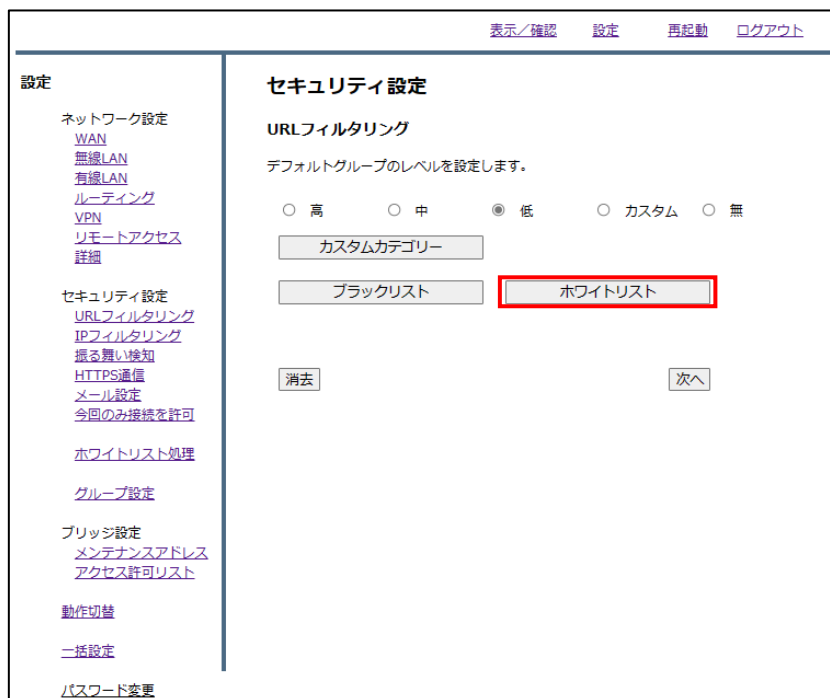 表示／確認 設定 再起動 ログアウト
設定
ネットワーク設定
WAN
無線LAN
有線LAN
ルーティング
VPN
リモートアクセス
詳細
セキュリティ設定
URLフィルタリング
IPフィルタリング
振る舞い検知
HTTPS通信
メール設定
今回のみ接続を許可
ホワイトリスト処理
グループ設定
ブリッジ設定
メンテナンスアドレス
アクセス許可リスト
動作切替
一括設定
パスワード変更
セキュリティ設定
URLフィルタリング
デフォルトグループのレベルを設定します。
高 中 低 カスタム 無
カスタムカテゴリー
ブラックリスト ホワイトリスト
消去 次へ